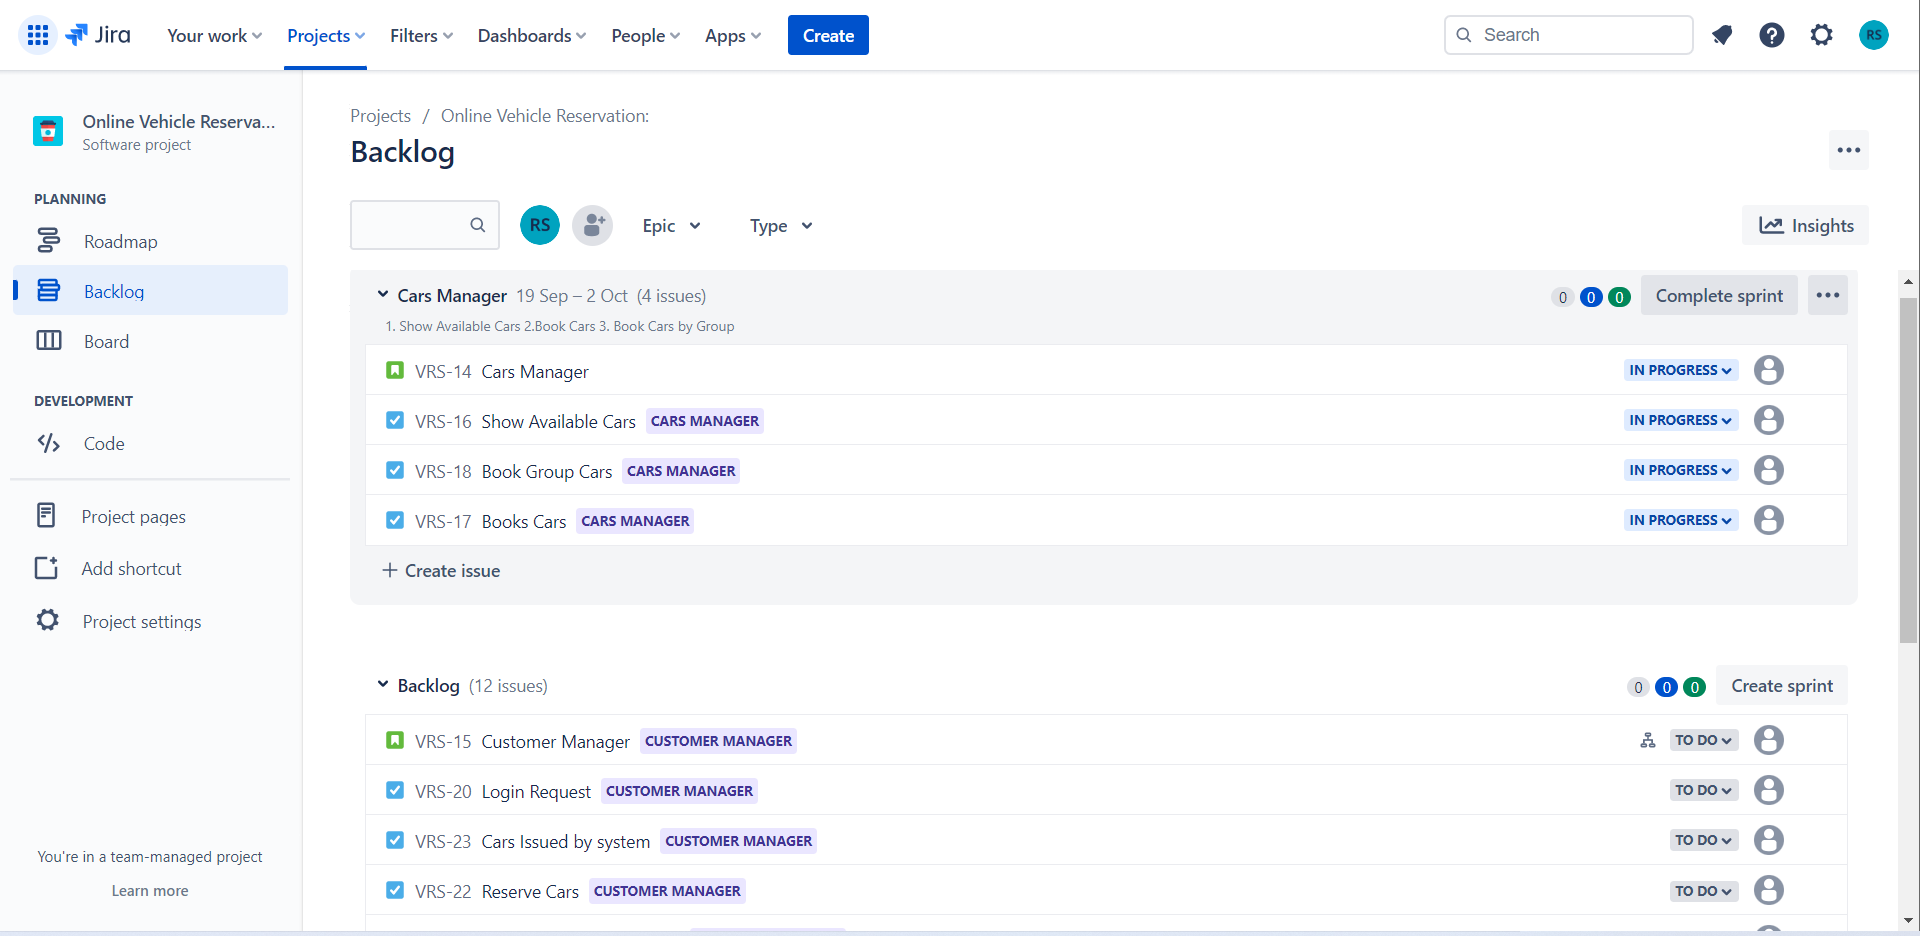 Jira Your work Projects Filters Dashboards People Apps Create Search RS
Online Vehicle Reserva...
Software project
PLANNING
Roadmap
Backlog
Board
DEVELOPMENT
Code
Project pages
Add shortcut
Project settings
You're in a team-managed project
Learn more
Projects / Online Vehicle Reservation:
Backlog
RS Epic Type Insights
Cars Manager 19 Sep – 2 Oct (4 issues) 0 0 0 Complete sprint
1. Show Available Cars 2.Book Cars 3. Book Cars by Group
VRS-14 Cars Manager IN PROGRESS
VRS-16 Show Available Cars CARS MANAGER IN PROGRESS
VRS-18 Book Group Cars CARS MANAGER IN PROGRESS
VRS-17 Books Cars CARS MANAGER IN PROGRESS
+ Create issue
Backlog (12 issues) 0 0 0 Create sprint
VRS-15 Customer Manager CUSTOMER MANAGER TO DO
VRS-20 Login Request CUSTOMER MANAGER TO DO
VRS-23 Cars Issued by system CUSTOMER MANAGER TO DO
VRS-22 Reserve Cars CUSTOMER MANAGER TO DO